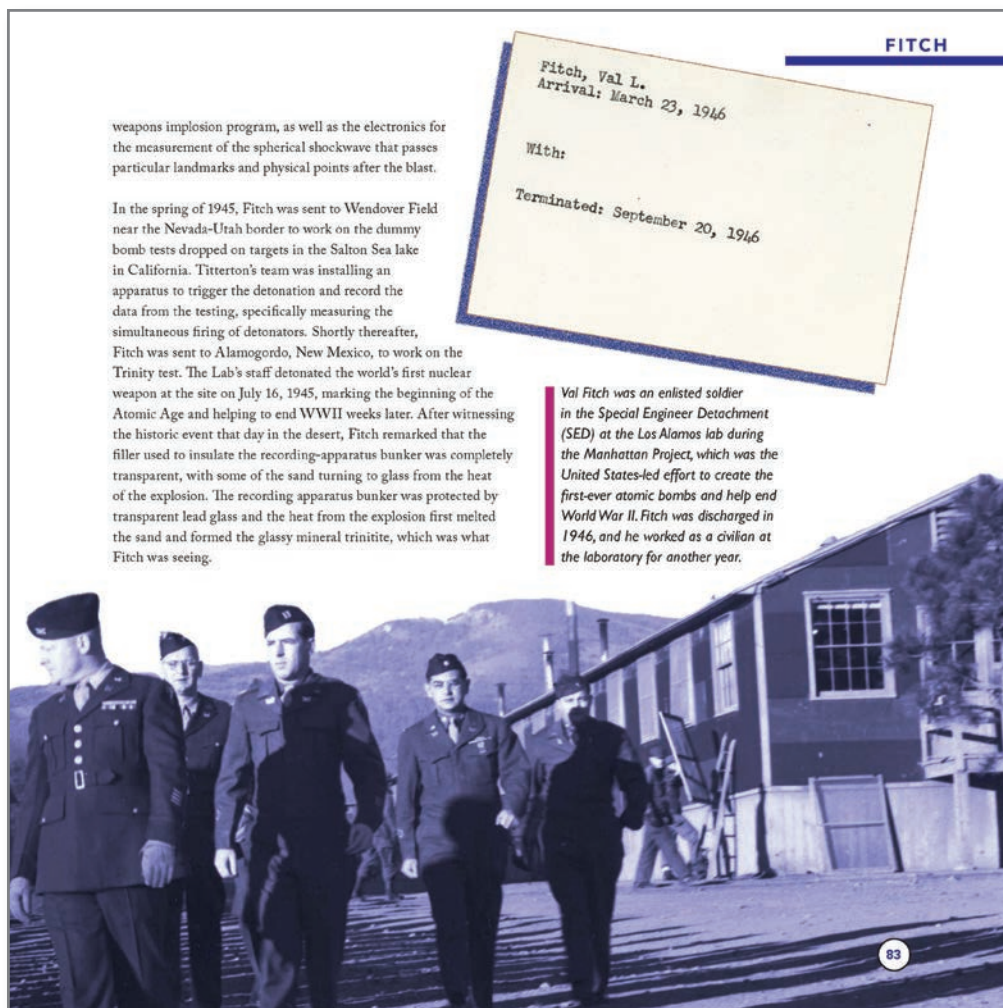 FITCH
Fitch, Val L.
Arrival: March 23, 1946
With:
Terminated: September 20, 1946
weapons implosion program, as well as the electronics for
the measurement of the spherical shockwave that passes
particular landmarks and physical points after the blast.
In the spring of 1945, Fitch was sent to Wendover Field
near the Nevada-Utah border to work on the dummy
bomb tests dropped on targets in the Salton Sea lake
in California. Titterton’s team was installing an
apparatus to trigger the detonation and record the
data from the testing, specifically measuring the
simultaneous firing of detonators. Shortly thereafter,
Fitch was sent to Alamogordo, New Mexico, to work on the
Trinity test. The Lab’s staff detonated the world’s first nuclear
weapon at the site on July 16, 1945, marking the beginning of the
Atomic Age and helping to end WWII weeks later. After witnessing
the historic event that day in the desert, Fitch remarked that the
filler used to insulate the recording-apparatus bunker was completely
transparent, with some of the sand turning to glass from the heat
of the explosion. The recording apparatus bunker was protected by
transparent lead glass and the heat from the explosion first melted
the sand and formed the glassy mineral trinitite, which was what
Fitch was seeing.
Val Fitch was an enlisted soldier
in the Special Engineer Detachment
(SED) at the Los Alamos lab during
the Manhattan Project, which was the
United States-led effort to create the
first-ever atomic bombs and help end
World War II. Fitch was discharged in
1946, and he worked as a civilian at
the laboratory for another year.
83